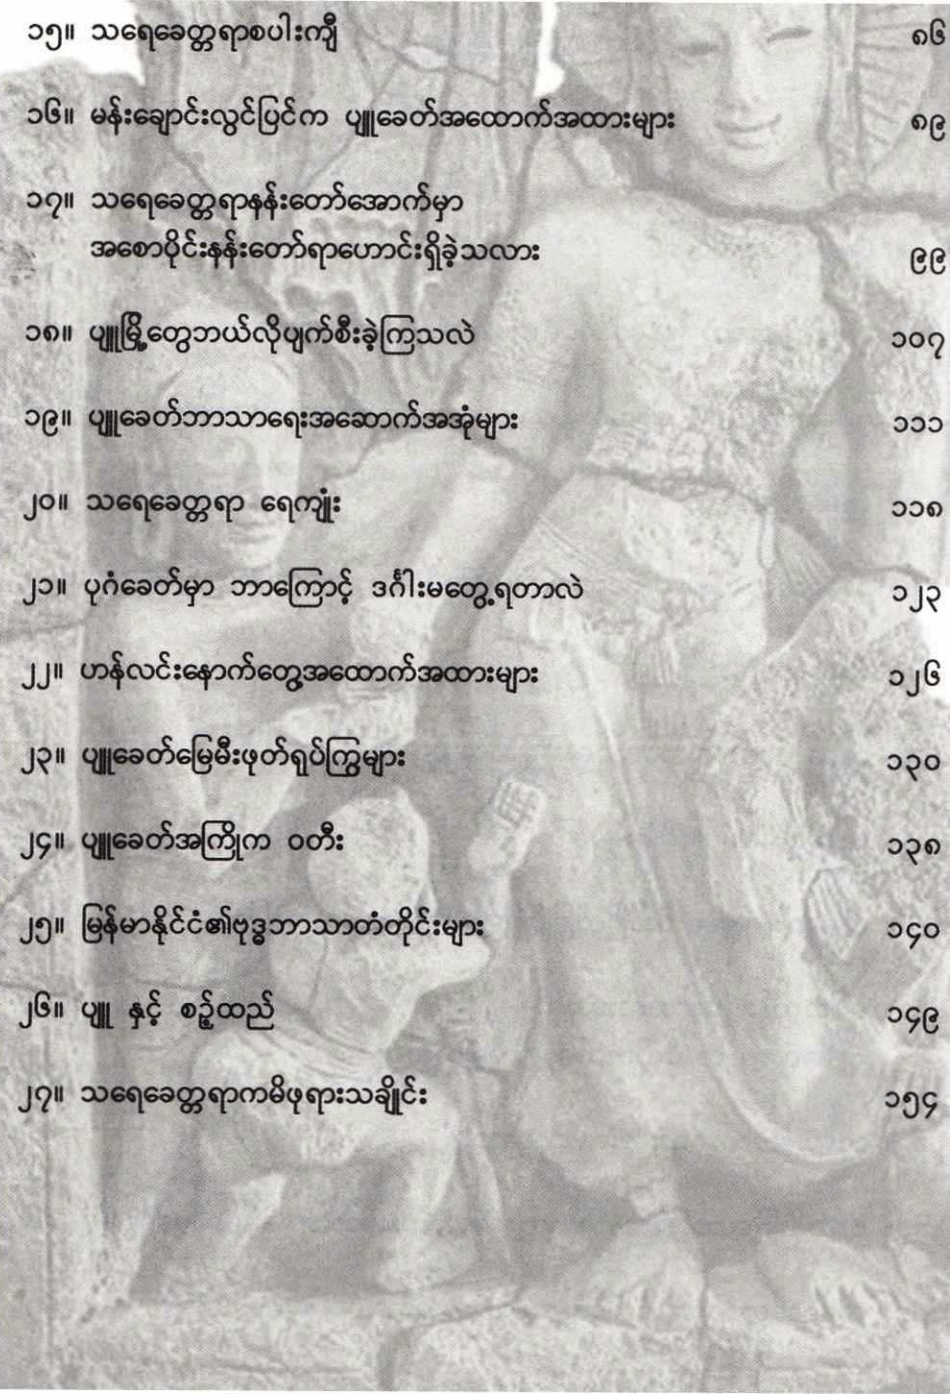 ၁၅။ သရေခေတ္တရာစပါးကျီ ၈၆
၁၆။ မန်းချောင်းလွင်ပြင်က ပျူခေတ်အထောက်အထားများ ၈၉
၁၇။ သရေခေတ္တရာနန်းတော်အောက်မှာ
အစောပိုင်းနန်းတော်ရာဟောင်းရှိခဲ့သလား ၉၉
၁၈။ ပျူမြို့တွေဘယ်လိုပျက်စီးခဲ့ကြသလဲ ၁၀၇
၁၉။ ပျူခေတ်ဘာသာရေးအဆောက်အအုံများ ၁၁၁
၂၀။ သရေခေတ္တရာ ရေကျုံး ၁၁၈
၂၁။ ပုဂံခေတ်မှာ ဘာကြောင့် ဒင်္ဂါးမတွေ့ရတာလဲ ၁၂၃
၂၂။ ဟန်လင်းနောက်တွေ့အထောက်အထားများ ၁၂၆
၂၃။ ပျူခေတ်မြေမီးဖုတ်ရုပ်ကြွများ ၁၃၀
၂၄။ ပျူခေတ်အကြိုက ဝတီး ၁၃၈
၂၅။ မြန်မာနိုင်ငံ၏ဗုဒ္ဓဘာသာတံတိုင်းများ ၁၄၀
၂၆။ ပျူ နှင့် စဉ့်ထည် ၁၄၉
၂၇။ သရေခေတ္တရာကမိဖုရားသချိုင်း ၁၅၄